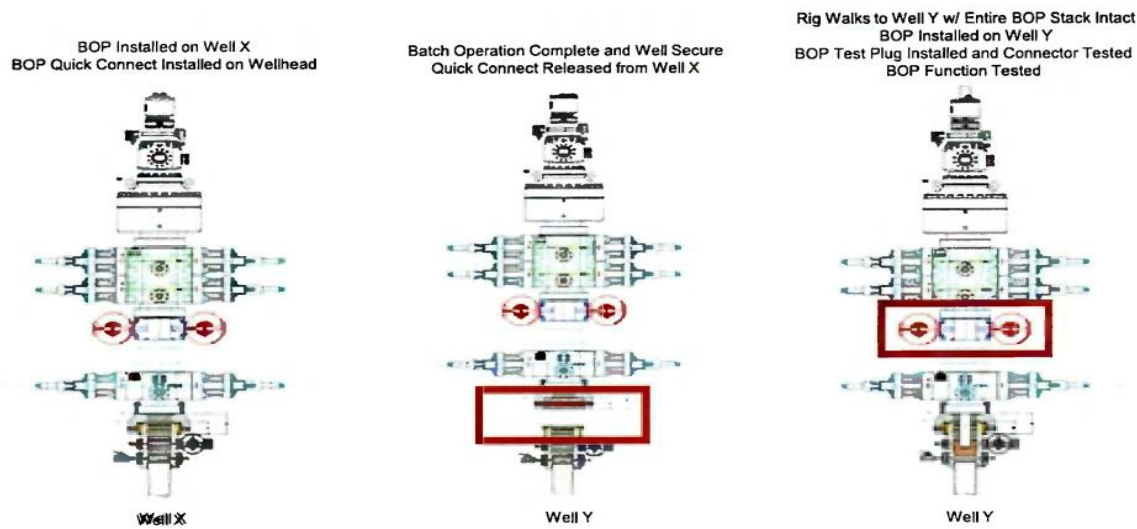 BOP Installed on Well X
BOP Quick Connect Installed on Wellhead
Well X
Batch Operation Complete and Well Secure
Quick Connect Released from Well X
Well Y
Rig Walks to Well Y w/ Entire BOP Stack Intact
BOP Installed on Well Y
BOP Test Plug Installed and Connector Tested
BOP Function Tested
Well Y